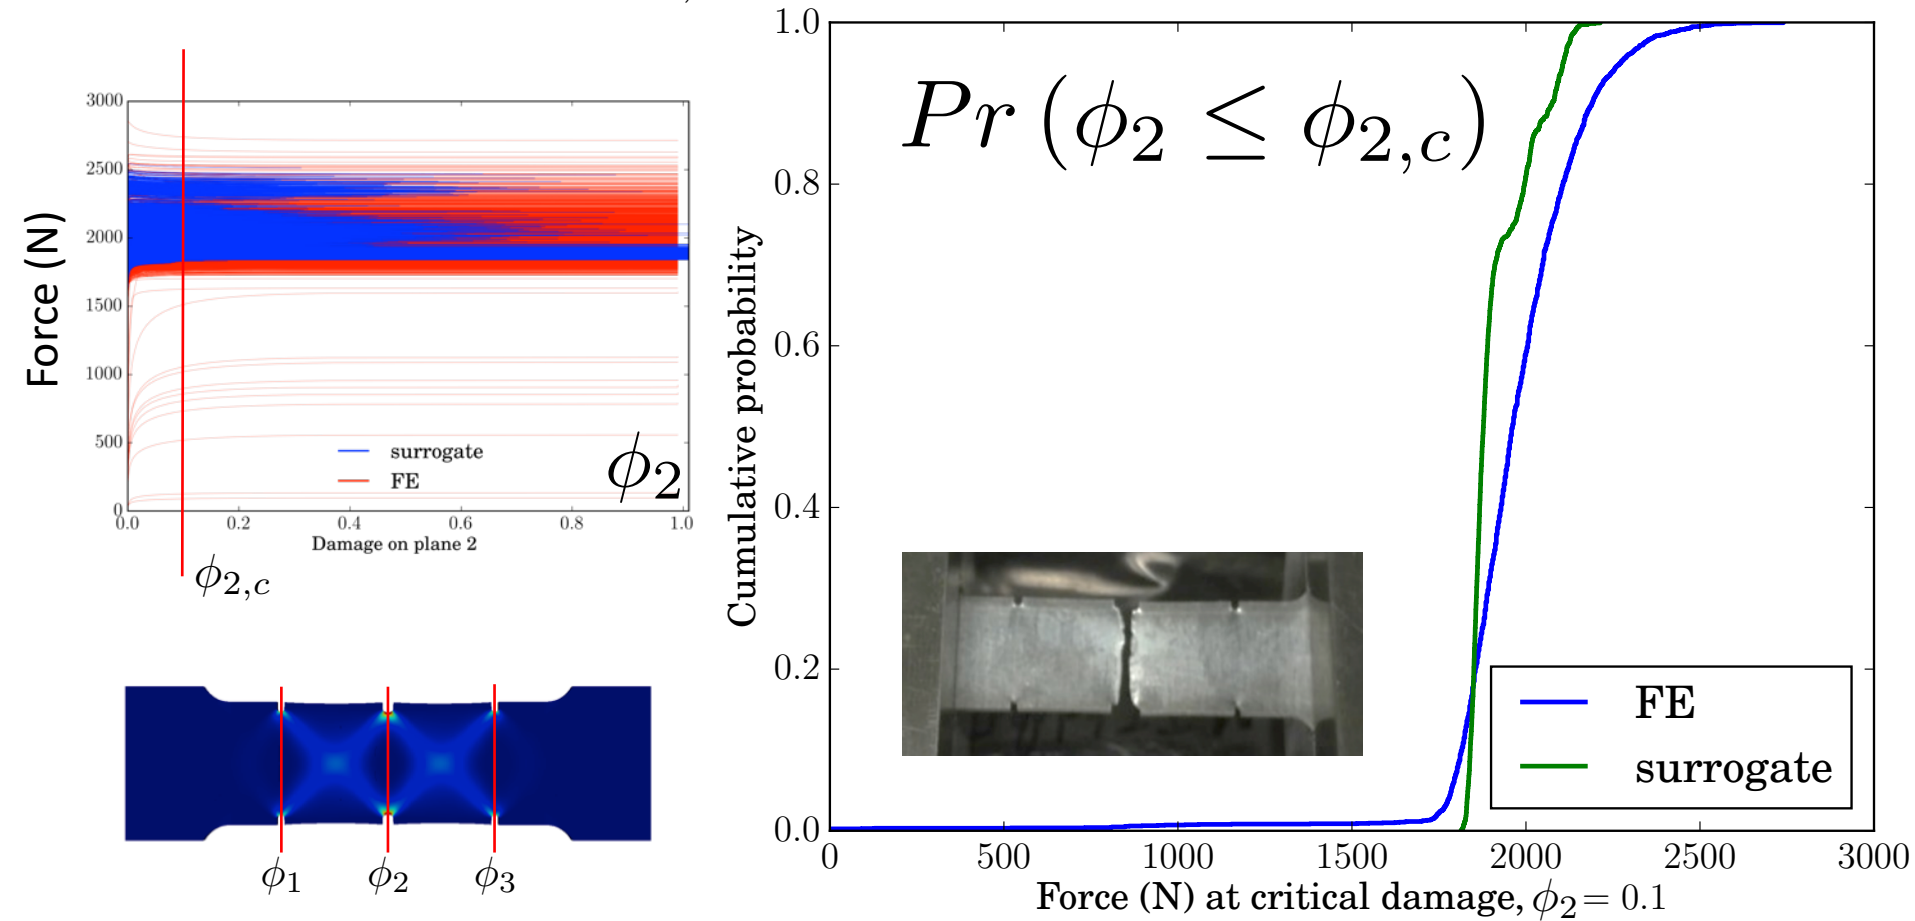 Force (N)
3000
2500
2000
1500
1000
500
0
surrogate
FE
ϕ₂
0.0 0.2 0.4 0.6 0.8 1.0
Damage on plane 2
ϕ₂,c
ϕ₁ ϕ₂ ϕ₃
Cumulative probability
1.0
0.8
0.6
0.4
0.2
0.0
Pr (ϕ₂ ≤ ϕ₂,c)
FE
surrogate
0 500 1000 1500 2000 2500 3000
Force (N) at critical damage, ϕ₂ = 0.1